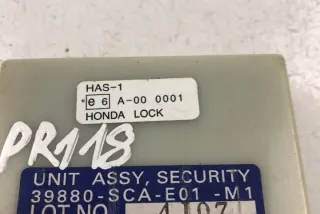 HAS-1
e 6 A-00 0001
HONDA LOCK
PR118
UNIT ASSY, SECURITY
39880-SCA-E01 -M1
LOT NO